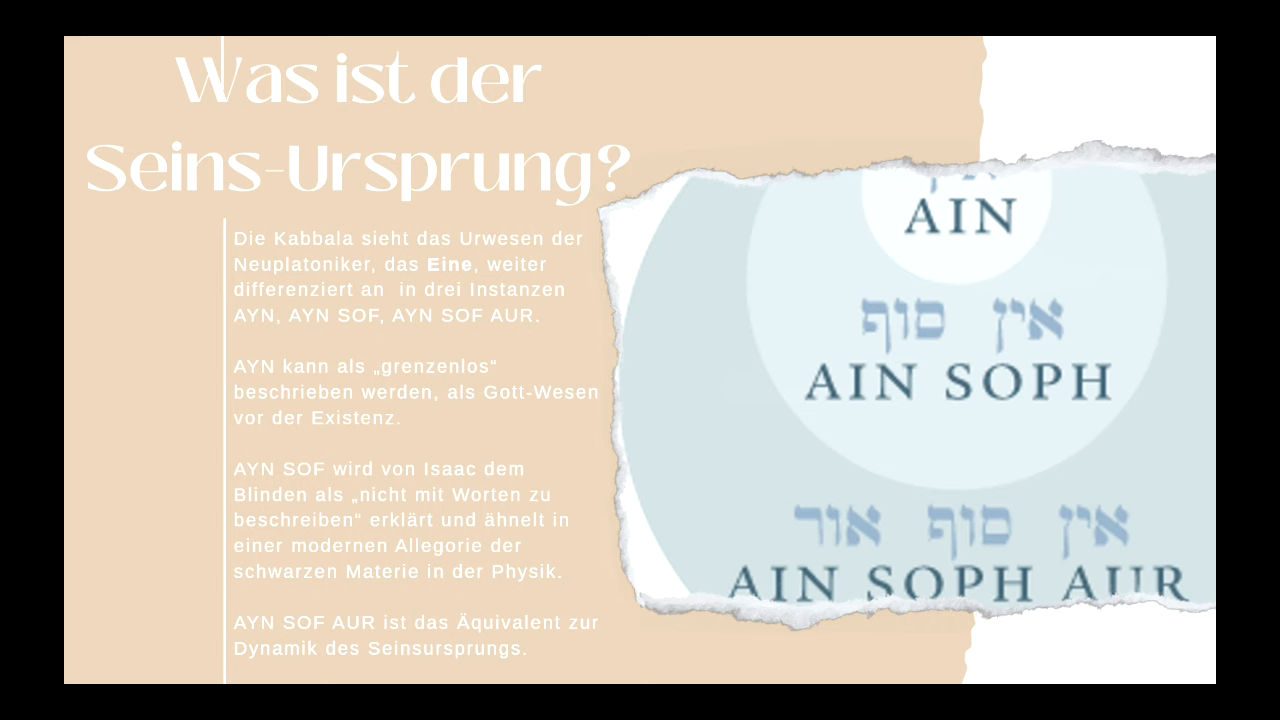 Was ist der
Seins-Ursprung?
Die Kabbala sieht das Urwesen der
Neuplatoniker, das Eine, weiter
differenziert an  in drei Instanzen
AYN, AYN SOF, AYN SOF AUR.
AYN kann als „grenzenlos“
beschrieben werden, als Gott-Wesen
vor der Existenz.
AYN SOF wird von Isaac dem
Blinden als „nicht mit Worten zu
beschreiben“ erklärt und ähnelt in
einer modernen Allegorie der
schwarzen Materie in der Physik.
AYN SOF AUR ist das Äquivalent zur
Dynamik des Seinsursprungs.
AIN
אין סוף
AIN SOPH
אין סוף אור
AIN SOPH AUR